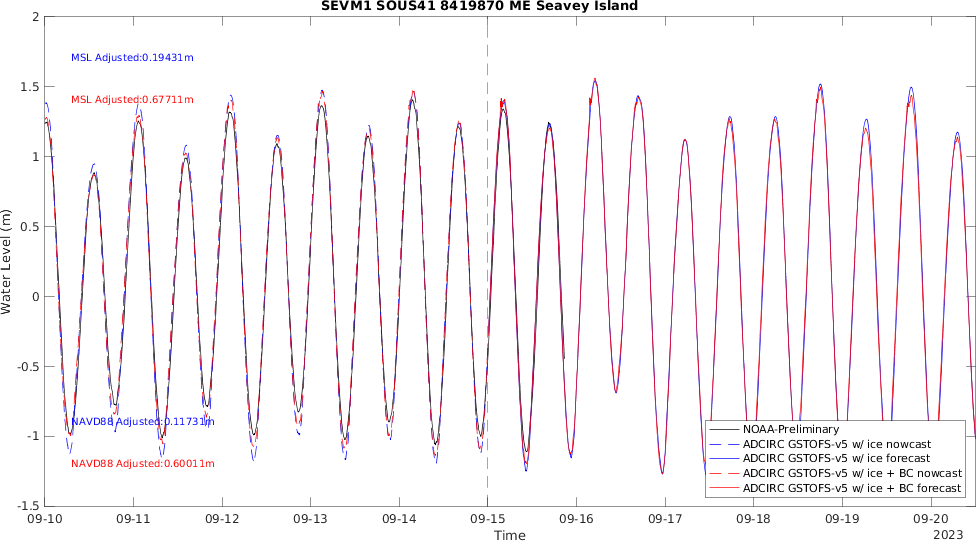 SEVM1 SOUS41 8419870 ME Seavey Island
2
1.5
1
0.5
0
-0.5
-1
-1.5
Water Level (m)
MSL Adjusted:0.19431m
MSL Adjusted:0.67711m
NAVD88 Adjusted:0.11731m
NAVD88 Adjusted:0.60011m
NOAA-Preliminary
ADCIRC GSTOFS-v5 w/ ice nowcast
ADCIRC GSTOFS-v5 w/ ice forecast
ADCIRC GSTOFS-v5 w/ ice + BC nowcast
ADCIRC GSTOFS-v5 w/ ice + BC forecast
09-10 09-11 09-12 09-13 09-14 09-15 09-16 09-17 09-18 09-19 09-20
Time
2023